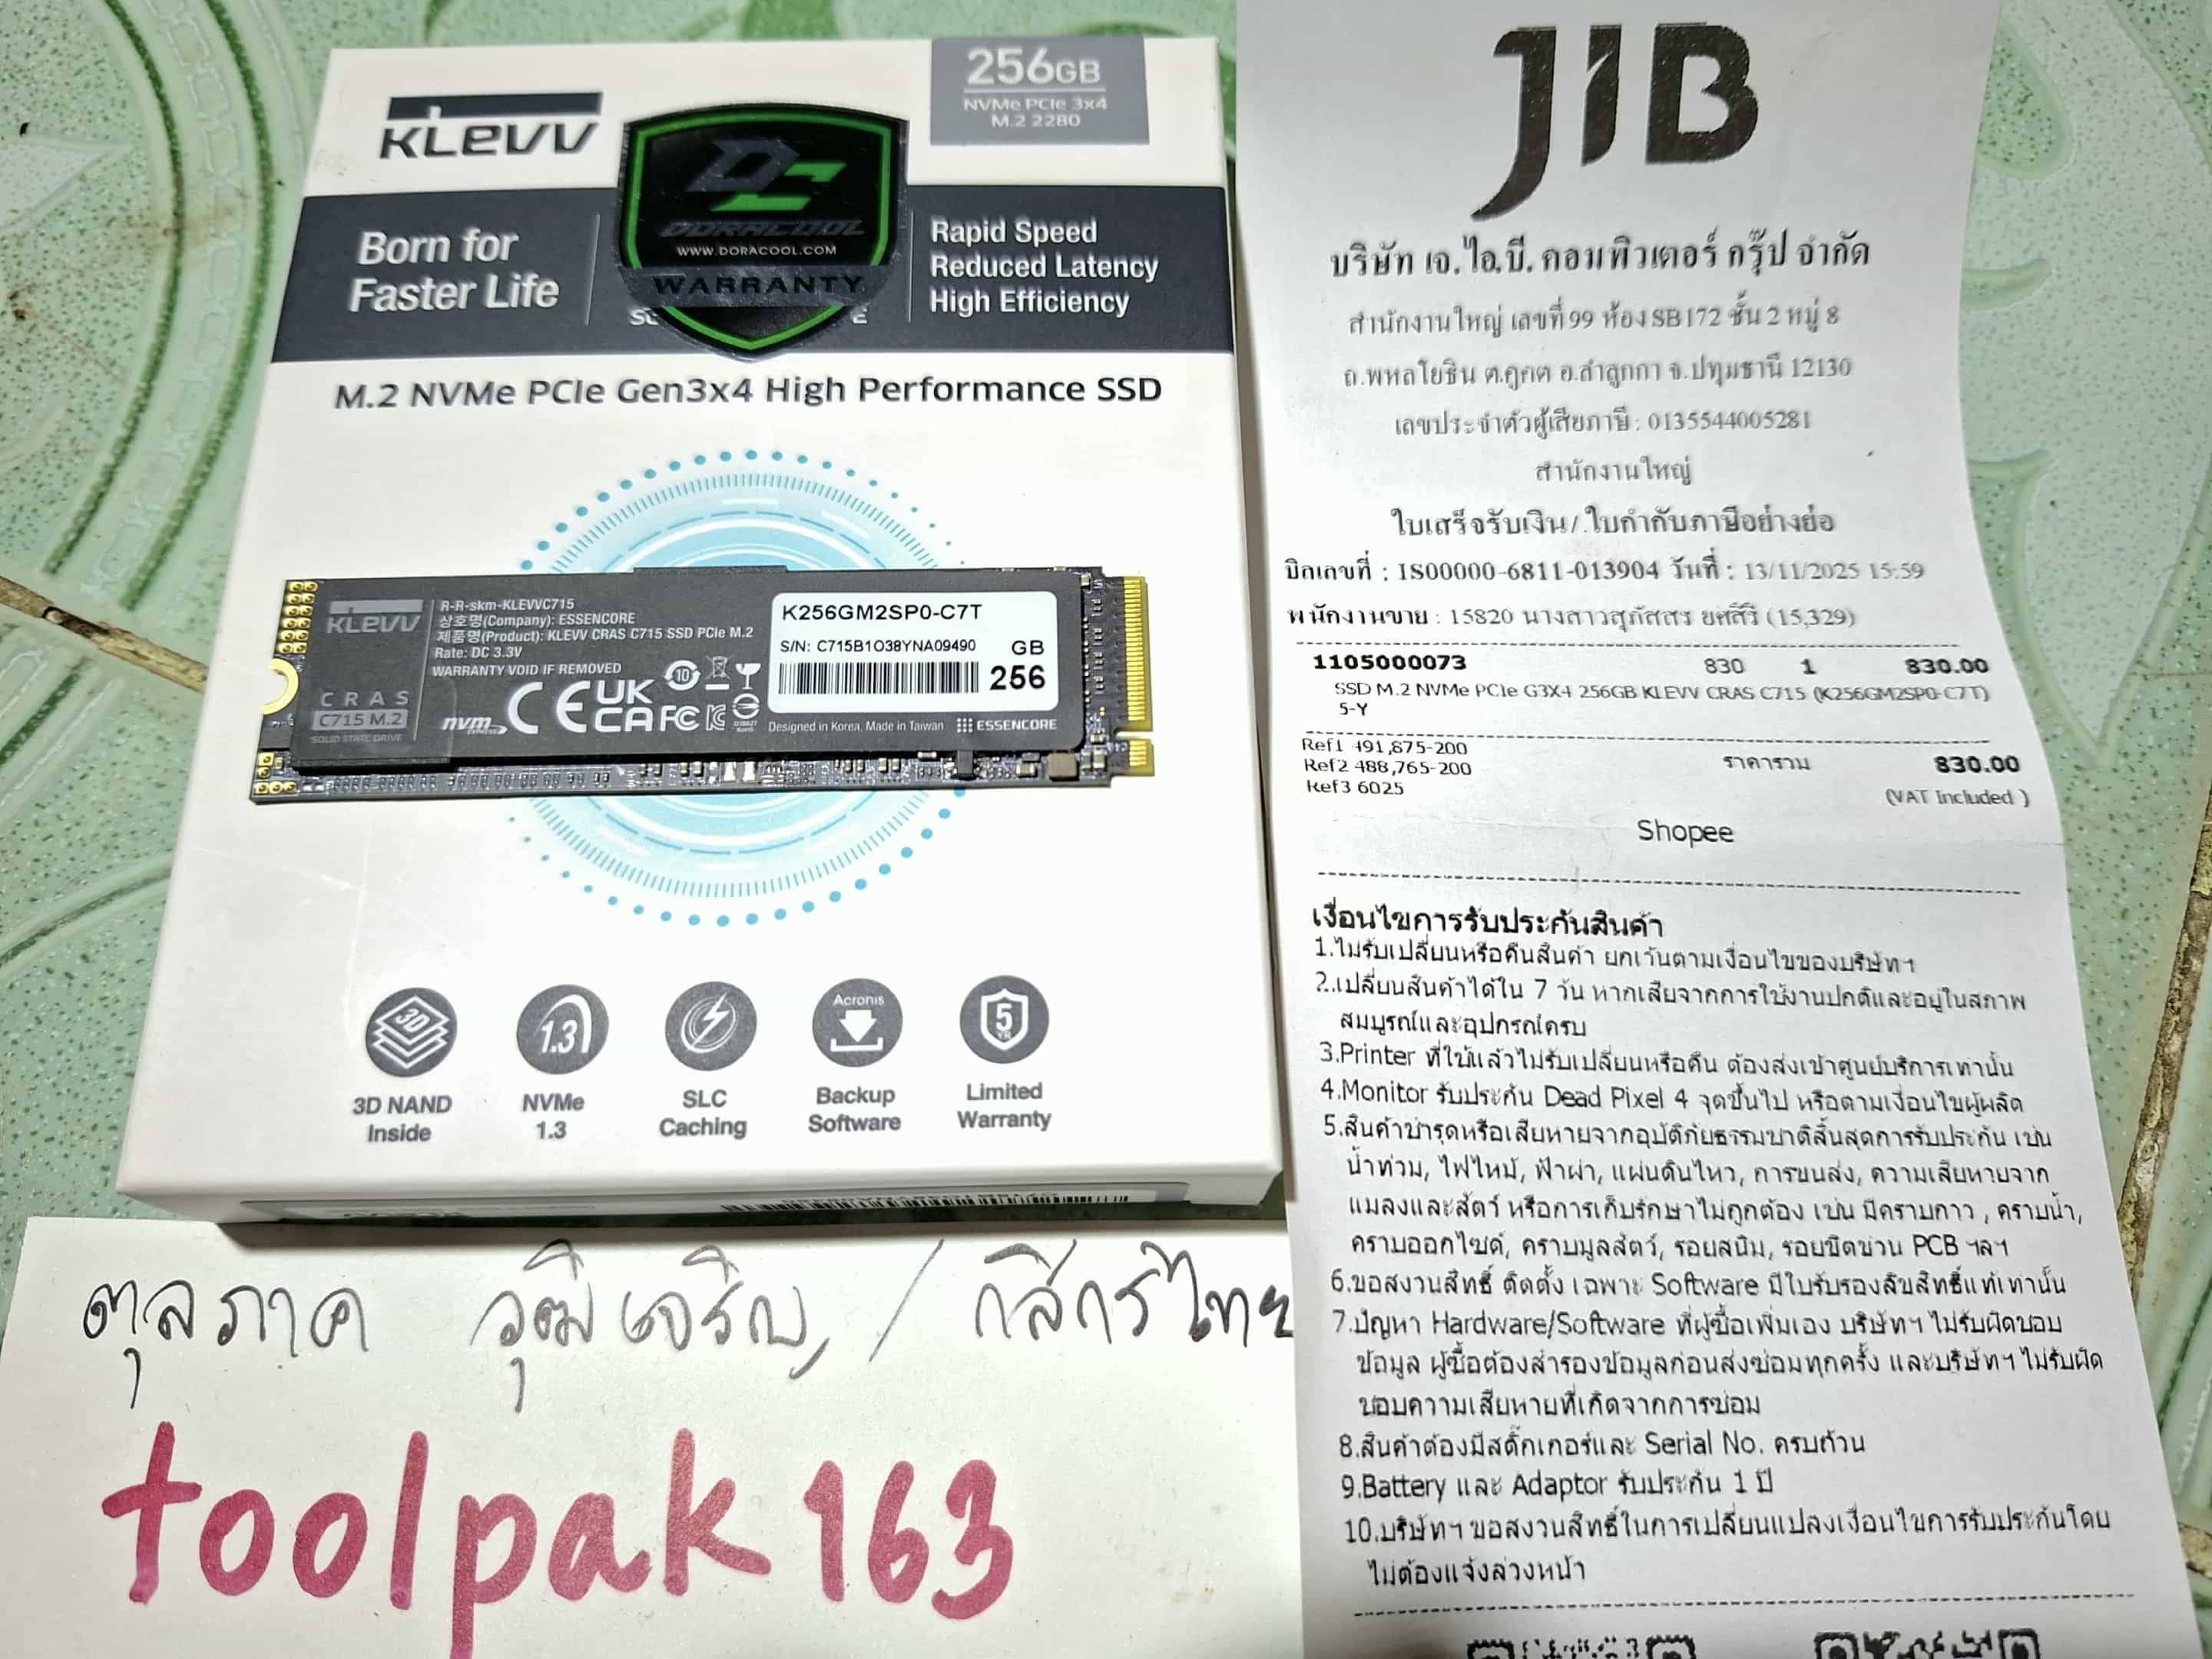 KLEVV
256GB
NVMe PCIe 3x4
M.2 2280
DORACOOL
WWW.DORACOOL.COM
WARRANTY
Born for
Faster Life
Rapid Speed
Reduced Latency
High Efficiency
M.2 NVMe PCIe Gen3x4 High Performance SSD
KLEVV
CRAS
C715 M.2
SOLID STATE DRIVE
R-R-skm-KLEVVC715
상호명(Company): ESSENCORE
제품명(Product): KLEVV CRAS C715 SSD PCIe M.2
Rate: DC 3.3V
WARRANTY VOID IF REMOVED
nvm
EXPRESS
CE UK CA FC
10
K256GM2SP0-C7T
S/N: C715B1O38YNA09490
GB
256
Designed in Korea, Made in Taiwan
ESSENCORE
3D
3D NAND
Inside
1.3
NVMe
1.3
SLC
Caching
Acronis
Backup
Software
5
YR
Limited
Warranty
ตุลภาค วุฒิเจริญ / กสิกรไทย
toolpak163
JIB
บริษัท เจ.ไอ.บี. คอมพิวเตอร์ กรุ๊ป จำกัด
สำนักงานใหญ่ เลขที่ 99 ห้อง SB172 ชั้น 2 หมู่ 8
ถ.พหลโยธิน ต.คูคต อ.ลำลูกกา จ.ปทุมธานี 12130
เลขประจำตัวผู้เสียภาษี : 0135544005281
สำนักงานใหญ่
ใบเสร็จรับเงิน/.ใบกำกับภาษีอย่างย่อ
บิลเลขที่ : IS00000-6811-013904 วันที่ : 13/11/2025 15:59
พนักงานขาย : 15820 นางสาวสุภัสสร ยศสิริ (15,329)
1105000073 830 1 830.00
SSD M.2 NVMe PCIe G3X4 256GB KLEVV CRAS C715 (K256GM2SP0-C7T)
5-Y
Ref1 491,875-200
Ref2 488,765-200 ราคารวม 830.00
Ref3 6025 (VAT Included )
Shopee
เงื่อนไขการรับประกันสินค้า
1.ไม่รับเปลี่ยนหรือคืนสินค้า ยกเว้นตามเงื่อนไขของบริษัทฯ
2.เปลี่ยนสินค้าได้ใน 7 วัน หากเสียจากการใช้งานปกติและอยู่ในสภาพ
สมบูรณ์และอุปกรณ์ครบ
3.Printer ที่ใช้แล้วไม่รับเปลี่ยนหรือคืน ต้องส่งเข้าศูนย์บริการเท่านั้น
4.Monitor รับประกัน Dead Pixel 4 จุดขึ้นไป หรือตามเงื่อนไขผู้ผลิต
5.สินค้าชำรุดหรือเสียหายจากอุบัติภัยธรรมชาติสิ้นสุดการรับประกัน เช่น
น้ำท่วม, ไฟไหม้, ฟ้าผ่า, แผ่นดินไหว, การขนส่ง, ความเสียหายจาก
แมลงและสัตว์ หรือการเก็บรักษาไม่ถูกต้อง เช่น มีคราบกาว , คราบน้ำ,
คราบออกไซด์, คราบมูลสัตว์, รอยสนิม, รอยขีดข่วน PCB ฯลฯ
6.ขอสงวนสิทธิ์ ติดตั้ง เฉพาะ Software มีใบรับรองลิขสิทธิ์แท้เท่านั้น
7.ปัญหา Hardware/Software ที่ผู้ซื้อเพิ่มเอง บริษัทฯ ไม่รับผิดชอบ
ข้อมูล ผู้ซื้อต้องสำรองข้อมูลก่อนส่งซ่อมทุกครั้ง และบริษัทฯ ไม่รับผิด
ชอบความเสียหายที่เกิดจากการซ่อม
8.สินค้าต้องมีสติ๊กเกอร์และ Serial No. ครบถ้วน
9.Battery และ Adaptor รับประกัน 1 ปี
10.บริษัทฯ ขอสงวนสิทธิ์ในการเปลี่ยนแปลงเงื่อนไขการรับประกันโดย
ไม่ต้องแจ้งล่วงหน้า